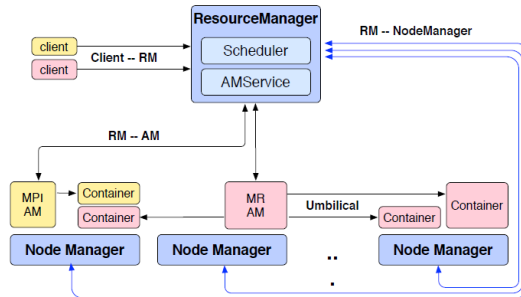 ResourceManager
client
client
Client -- RM
Scheduler
AMService
RM -- NodeManager
RM -- AM
MPI
AM
Container
Container
MR
AM
Umbilical
Container
Container
Node Manager
Node Manager
..
.
Node Manager